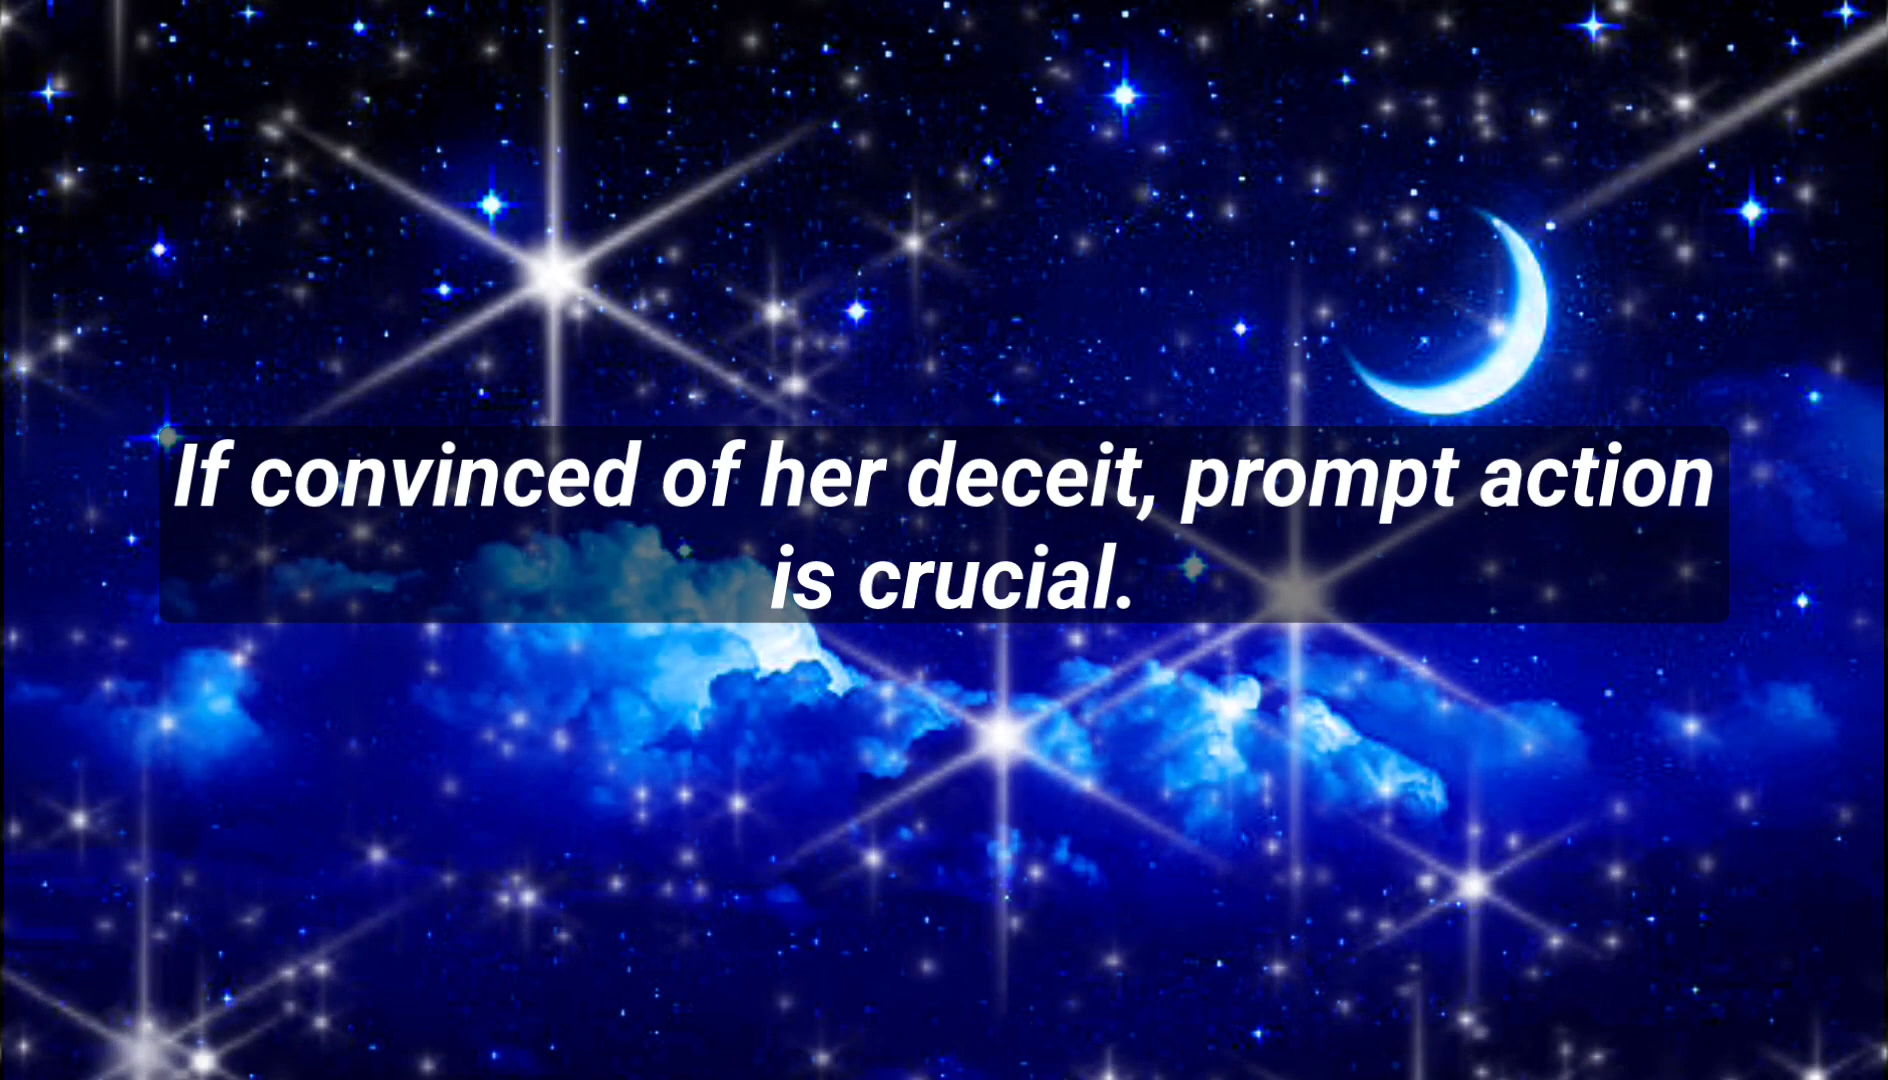 If convinced of her deceit, prompt action
is crucial.